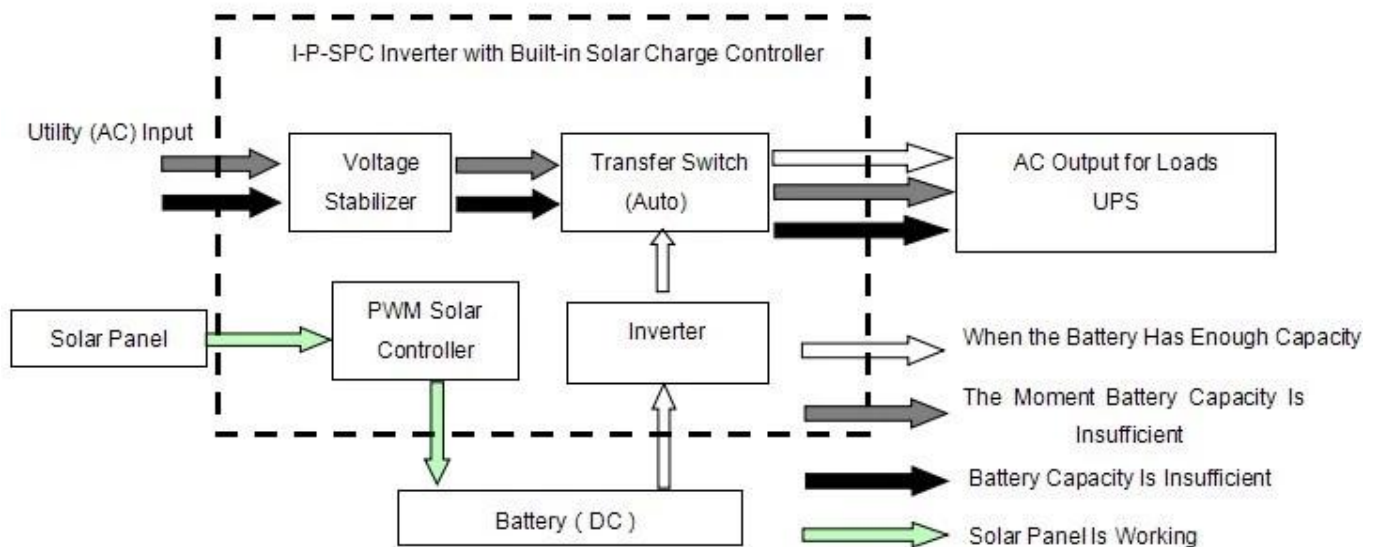 I-P-SPC Inverter with Built-in Solar Charge Controller
Utility (AC) Input
Voltage
Stabilizer
Transfer Switch
(Auto)
AC Output for Loads
UPS
Solar Panel
PWM Solar
Controller
Inverter
Battery ( DC )
When the Battery Has Enough Capacity
The Moment Battery Capacity Is
Insufficient
Battery Capacity Is Insufficient
Solar Panel Is Working